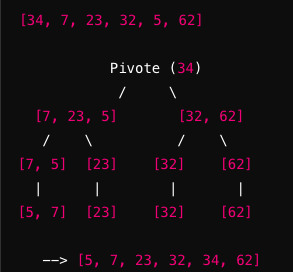 [34, 7, 23, 32, 5, 62]
Pivote (34)
/ \
[7, 23, 5] [32, 62]
/ \ / \
[7, 5] [23] [32] [62]
| | | |
[5, 7] [23] [32] [62]
--> [5, 7, 23, 32, 34, 62]